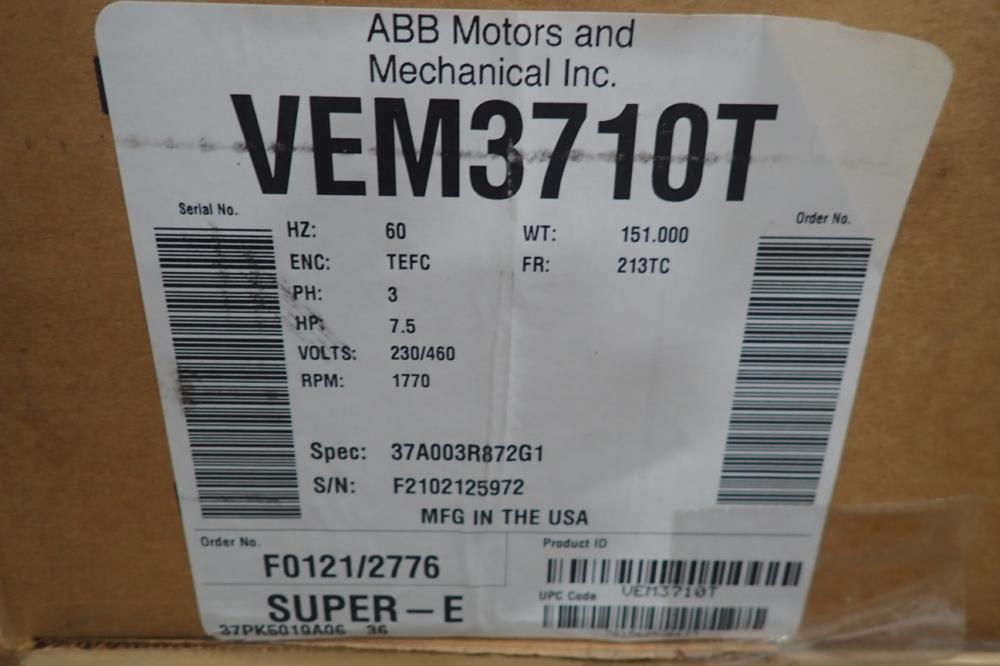 ABB Motors and
Mechanical Inc.
VEM3710T
Serial No.
Order No.
HZ: 60 WT: 151.000
ENC: TEFC FR: 213TC
PH: 3
HP: 7.5
VOLTS: 230/460
RPM: 1770
Spec: 37A003R872G1
S/N: F2102125972
MFG IN THE USA
Order No.
F0121/2776
Product ID
VEM3710T
UPC Code
SUPER-E
37PK5010A06 36